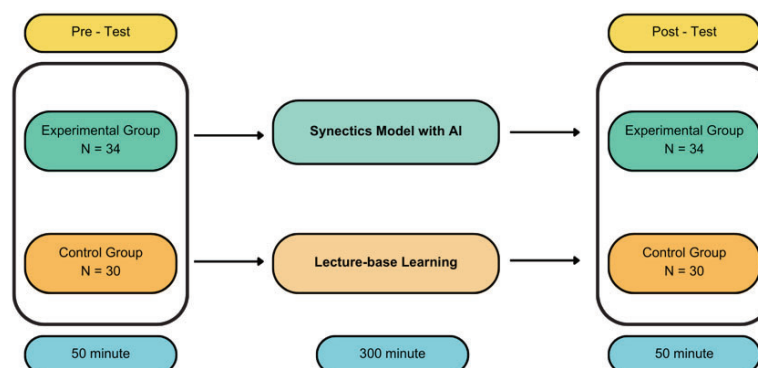 Pre - Test
Post - Test
Experimental Group
N = 34
Synectics Model with AI
Experimental Group
N = 34
Control Group
N = 30
Lecture-base Learning
Control Group
N = 30
50 minute
300 minute
50 minute